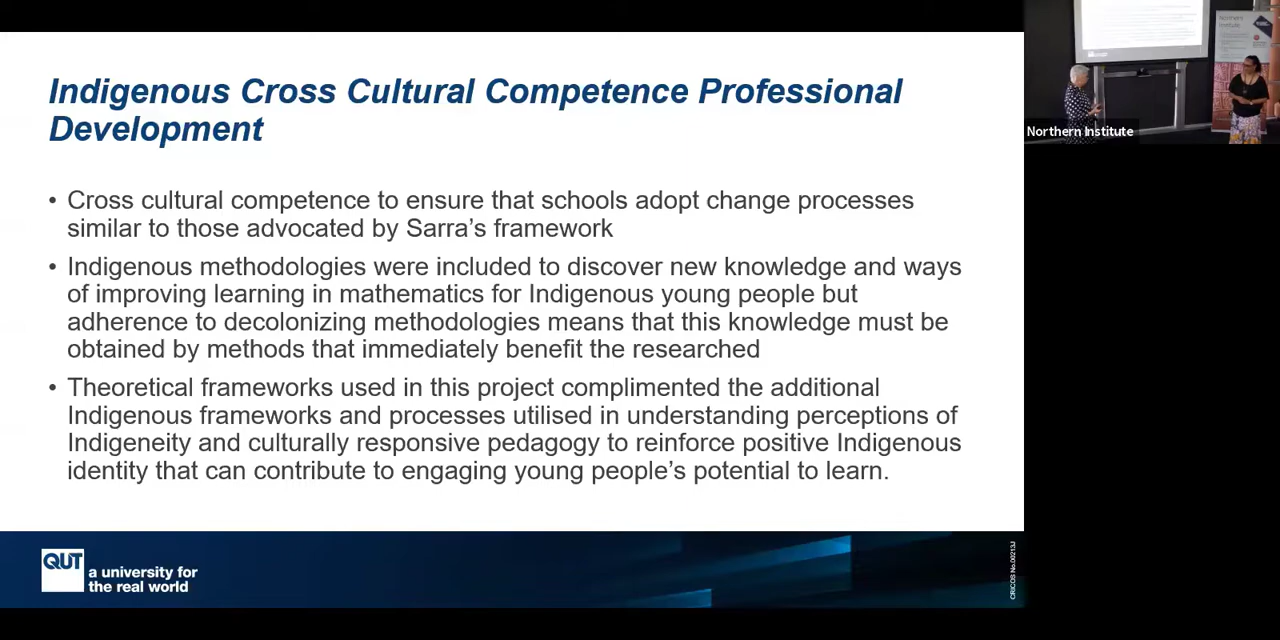 Indigenous Cross Cultural Competence Professional
Development
• Cross cultural competence to ensure that schools adopt change processes
similar to those advocated by Sarra's framework
• Indigenous methodologies were included to discover new knowledge and ways
of improving learning in mathematics for Indigenous young people but
adherence to decolonizing methodologies means that this knowledge must be
obtained by methods that immediately benefit the researched
• Theoretical frameworks used in this project complimented the additional
Indigenous frameworks and processes utilised in understanding perceptions of
Indigeneity and culturally responsive pedagogy to reinforce positive Indigenous
identity that can contribute to engaging young people's potential to learn.
QUT
a university for
the real world
CRICOS No.00213J
Northern
Institute
Northern Institute